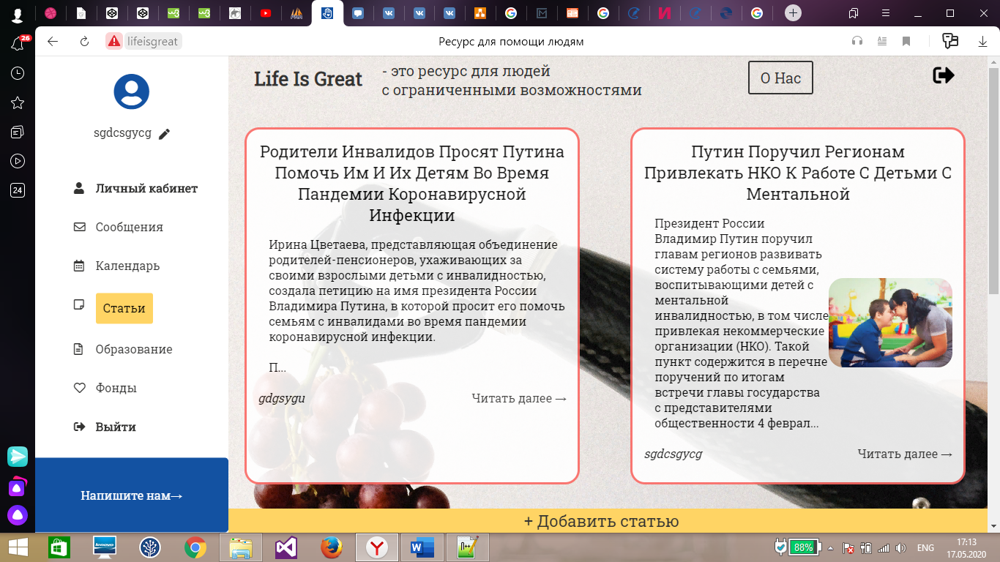 26
lifeisgreat
Ресурс для помощи людям
24
sgdcsgycg
Личный кабинет
Сообщения
Календарь
Статьи
Образование
Фонды
Выйти
Напишите нам→
Life Is Great
- это ресурс для людей
с ограниченными возможностями
О Нас
Родители Инвалидов Просят Путина
Помочь Им И Их Детям Во Время
Пандемии Коронавирусной
Инфекции
Ирина Цветаева, представляющая объединение
родителей-пенсионеров, ухаживающих за
своими взрослыми детьми с инвалидностью,
создала петицию на имя президента России
Владимира Путина, в которой просит его помочь
семьям с инвалидами во время пандемии
коронавирусной инфекции.
П...
gdgsygu
Читать далее →
Путин Поручил Регионам
Привлекать НКО К Работе С Детьми С
Ментальной
Президент России
Владимир Путин поручил
главам регионов развивать
систему работы с семьями,
воспитывающими детей с
ментальной
инвалидностью, в том числе
привлекая некоммерческие
организации (НКО). Такой
пункт содержится в перечне
поручений по итогам
встречи главы государства
с представителями
общественности 4 феврал...
sgdcsgycg
Читать далее →
+ Добавить статью
lenovo
88%
ENG
17:13
17.05.2020